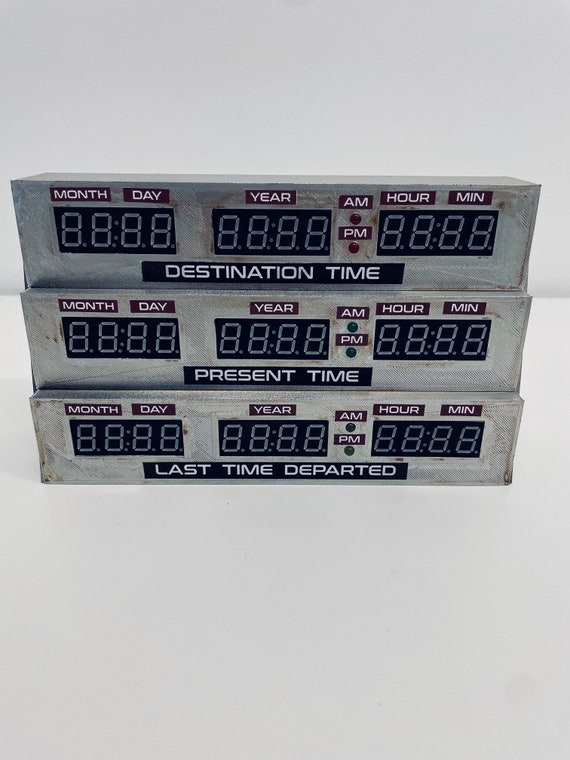 MONTH DAY YEAR AM HOUR MIN
PM
DESTINATION TIME
MONTH DAY YEAR AM HOUR MIN
PM
PRESENT TIME
MONTH DAY YEAR AM HOUR MIN
PM
LAST TIME DEPARTED